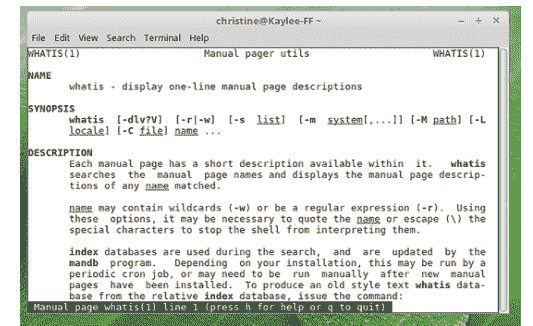 christine@Kaylee-FF ~ − + ×
File Edit View Search Terminal Help
WHATIS(1) Manual pager utils WHATIS(1)
NAME
whatis - display one-line manual page descriptions
SYNOPSIS
whatis [-dlv?V] [-r|-w] [-s list] [-m system[,...]] [-M path] [-L
locale] [-C file] name ...
DESCRIPTION
Each manual page has a short description available within it. whatis
searches the manual page names and displays the manual page descrip-
tions of any name matched.
name may contain wildcards (-w) or be a regular expression (-r). Using
these options, it may be necessary to quote the name or escape (\) the
special characters to stop the shell from interpreting them.
index databases are used during the search, and are updated by the
mandb program. Depending on your installation, this may be run by a
periodic cron job, or may need to be run manually after new manual
pages have been installed. To produce an old style text whatis data-
base from the relative index database, issue the command:
Manual page whatis(1) line 1 (press h for help or q to quit)